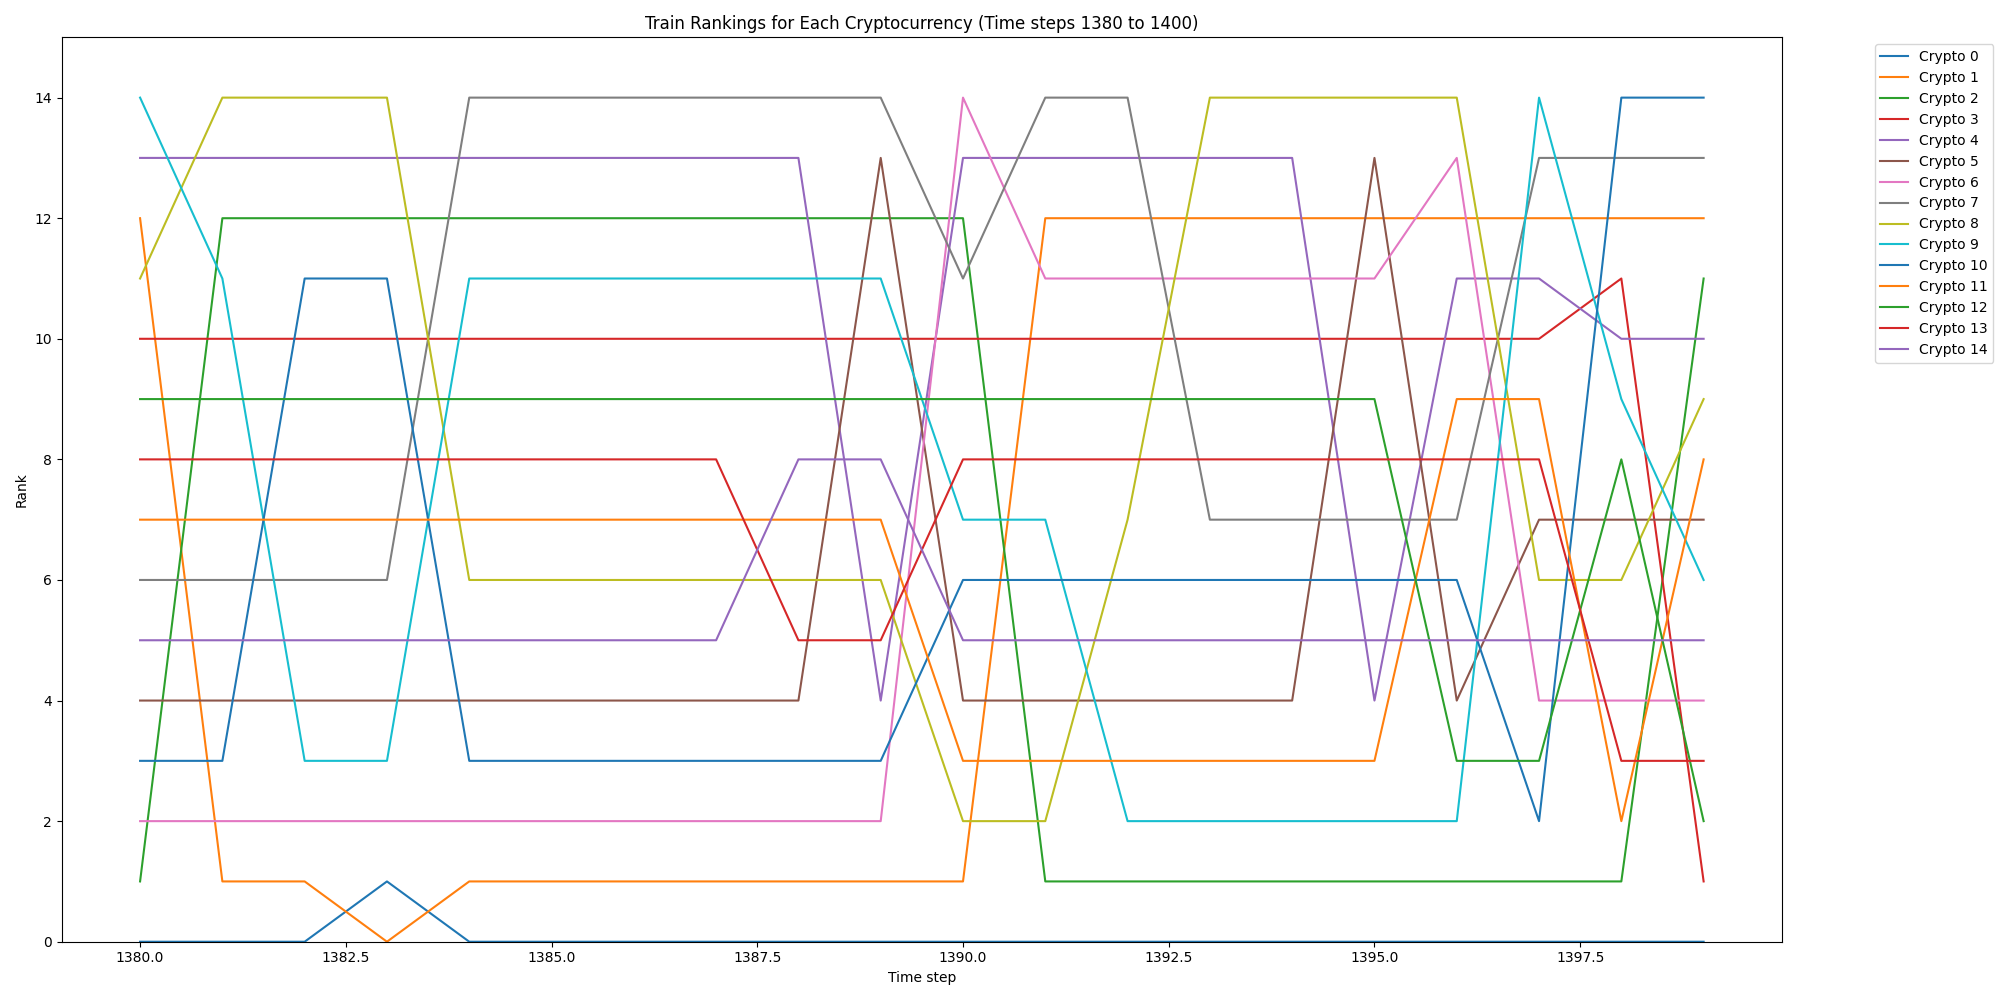 Train Rankings for Each Cryptocurrency (Time steps 1380 to 1400)
Rank
14
12
10
8
6
4
2
0
1380.0
1382.5
1385.0
1387.5
1390.0
1392.5
1395.0
1397.5
Time step
Crypto 0
Crypto 1
Crypto 2
Crypto 3
Crypto 4
Crypto 5
Crypto 6
Crypto 7
Crypto 8
Crypto 9
Crypto 10
Crypto 11
Crypto 12
Crypto 13
Crypto 14